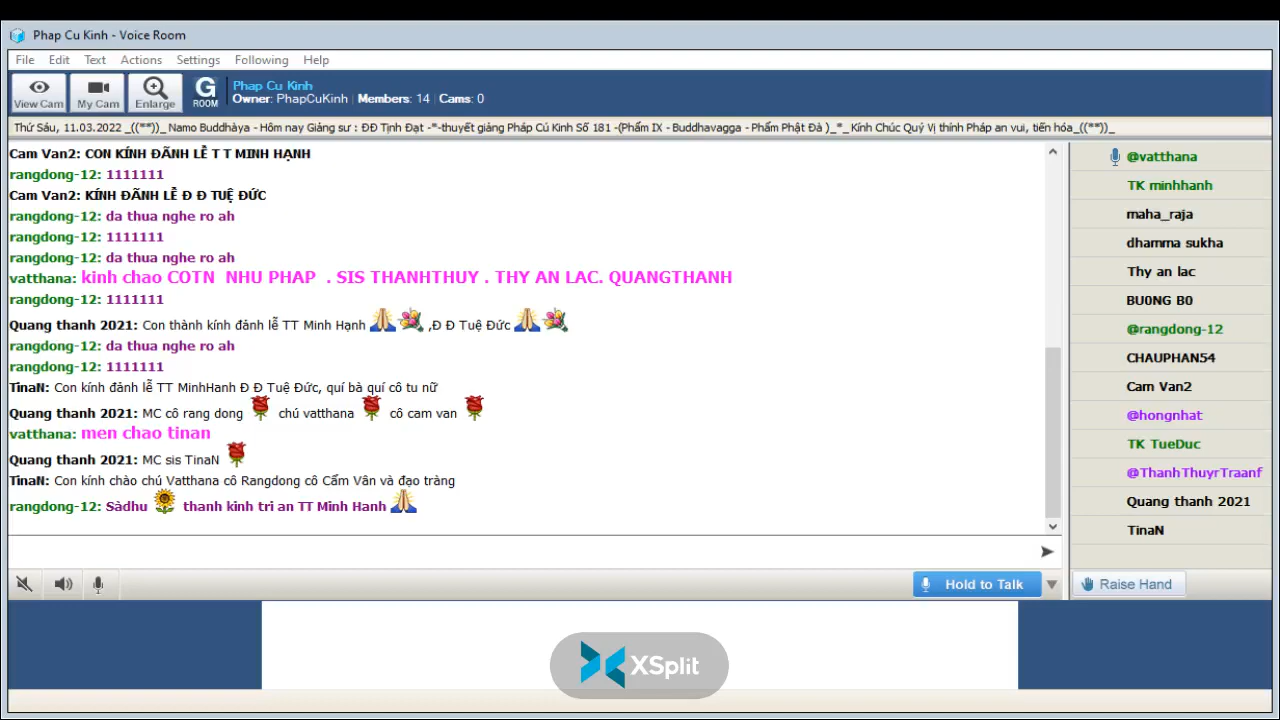 Phap Cu Kinh - Voice Room
File Edit Text Actions Settings Following Help
View Cam My Cam Enlarge G ROOM
Phap Cu Kinh
Owner: PhapCuKinh | Members: 14 | Cams: 0
Thứ Sáu, 11.03.2022 _((**))_ Namo Buddhàya - Hôm nay Giảng sư : ĐĐ Tịnh Đạt -*-thuyết giảng Pháp Cú Kinh Số 181 -(Phẩm IX - Buddhavagga - Phẩm Phật Đà )_*_ Kính Chúc Quý Vị thính Pháp an vui, tiến hóa_((**))_
Cam Van2: CON KÍNH ĐÃNH LỄ T T MINH HẠNH
rangdong-12: 1111111
Cam Van2: KÍNH ĐÃNH LỄ Đ Đ TUỆ ĐỨC
rangdong-12: da thua nghe ro ah
rangdong-12: 1111111
rangdong-12: da thua nghe ro ah
vatthana: kinh chao COTN NHU PHAP . SIS THANHTHUY . THY AN LAC. QUANGTHANH
rangdong-12: 1111111
Quang thanh 2021: Con thành kính đảnh lễ TT Minh Hạnh ,Đ Đ Tuệ Đức
rangdong-12: da thua nghe ro ah
rangdong-12: 1111111
TinaN: Con kính đảnh lễ TT MinhHanh Đ Đ Tuệ Đức, quí bà quí cô tu nữ
Quang thanh 2021: MC cô rang dong chú vatthana cô cam van
vatthana: men chao tinan
Quang thanh 2021: MC sis TinaN
TinaN: Con kính chào chú Vatthana cô Rangdong cô Cẩm Vân và đạo tràng
rangdong-12: Sàdhu thanh kinh tri an TT Minh Hanh
@vatthana
TK minhhanh
maha_raja
dhamma sukha
Thy an lac
BU0NG B0
@rangdong-12
CHAUPHAN54
Cam Van2
@hongnhat
TK TueDuc
@ThanhThuyrTraanf
Quang thanh 2021
TinaN
Hold to Talk
Raise Hand
XSplit